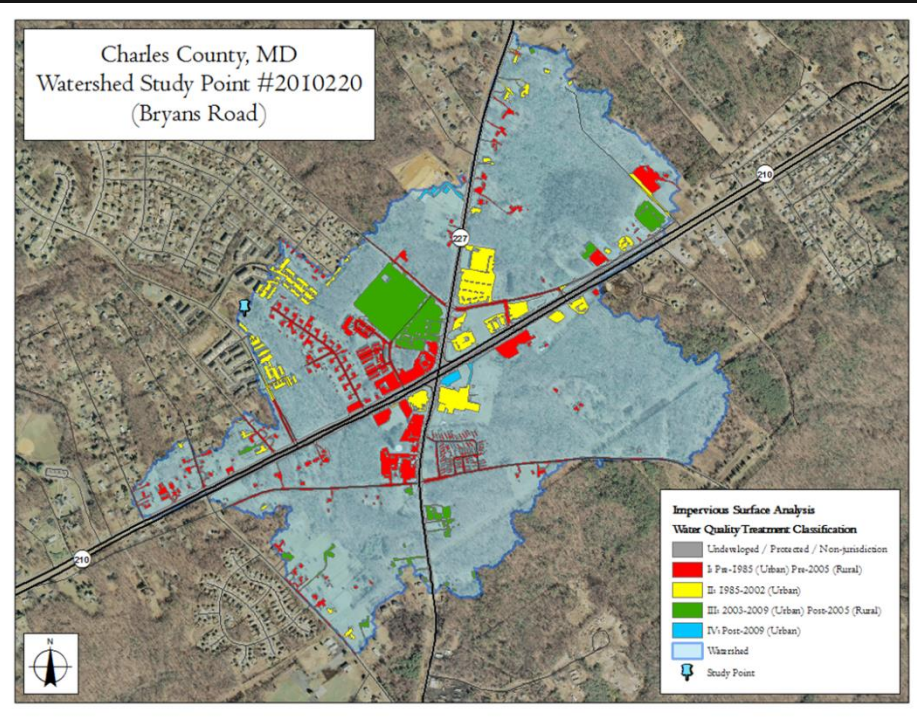 Charles County, MD
Watershed Study Point #2010220
(Bryans Road)
210
227
210
Impervious Surface Analysis
Water Quality Treatment Classification
Undeveloped / Protected / Non-jurisdiction
I: Pre-1985 (Urban) Pre-2005 (Rural)
II: 1985-2002 (Urban)
III: 2003-2009 (Urban) Post-2005 (Rural)
IV: Post-2009 (Urban)
Watershed
Study Point
N